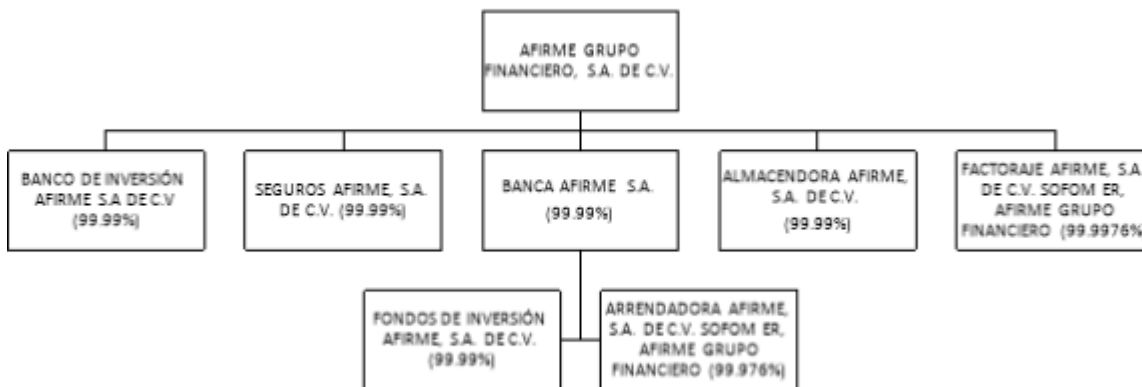 AFIRME GRUPO
FINANCIERO, S.A. DE C.V.
BANCO DE INVERSIÓN
AFIRME S.A DE C.V
(99.99%)
SEGUROS AFIRME, S.A.
DE C.V. (99.99%)
BANCA AFIRME S.A.
(99.99%)
ALMACENDORA AFIRME,
S.A. DE C.V.
(99.99%)
FACTORAJE AFIRME, S.A.
DE C.V. SOFOM ER,
AFIRME GRUPO
FINANCIERO (99.9976%)
FONDOS DE INVERSIÓN
AFIRME, S.A. DE C.V.
(99.99%)
ARRENDADORA AFIRME,
S.A. DE C.V. SOFOM ER,
AFIRME GRUPO
FINANCIERO (99.976%)